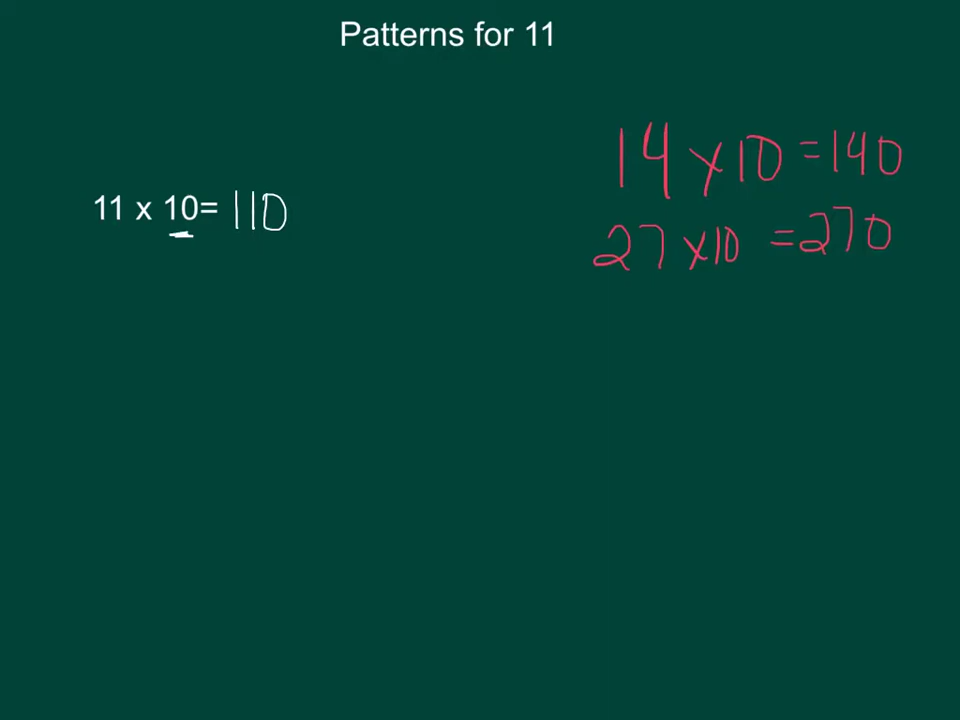 Patterns for 11
14 x 10 = 140
11 x 10= 110
27 x 10 = 270